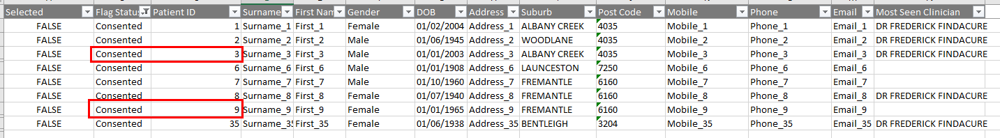 Selected Flag Status Patient ID Surname First Nam Gender DOB Address Suburb Post Code Mobile Phone Email Most Seen Clinician
FALSE Consented 1 Surname_1 First_1 Female 01/02/2004 Address_1 ALBANY CREEK 4035 Mobile_1 Phone_1 Email_1 DR FREDERICK FINDACURE
FALSE Consented 2 Surname_2 First_2 Male 01/06/1945 Address_2 WOODLANE 4035 Mobile_2 Phone_2 Email_2 DR FREDERICK FINDACURE
FALSE Consented 3 Surname_3 First_3 Male 01/01/2003 Address_3 ALBANY CREEK 4035 Mobile_3 Phone_3 Email_3 DR FREDERICK FINDACURE
FALSE Consented 6 Surname_6 First_6 Male 01/01/1908 Address_6 LAUNCESTON 7250 Mobile_6 Phone_6 Email_6
FALSE Consented 7 Surname_7 First_7 Male 01/10/1960 Address_7 FREMANTLE 6160 Mobile_7 Phone_7 Email_7
FALSE Consented 8 Surname_8 First_8 Female 01/07/1940 Address_8 FREMANTLE 6160 Mobile_8 Phone_8 Email_8 DR FREDERICK FINDACURE
FALSE Consented 9 Surname_9 First_9 Female 01/01/1965 Address_9 FREMANTLE 6160 Mobile_9 Phone_9 Email_9
FALSE Consented 35 Surname_35 First_35 Female 01/06/1938 Address_35 BENTLEIGH 3204 Mobile_35 Phone_35 Email_35 DR FREDERICK FINDACURE